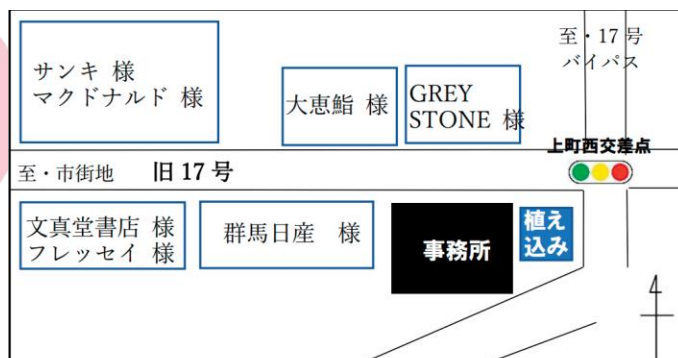 至・17 号
バイパス
サンキ 様
マクドナルド 様
大恵鮨 様
GREY
STONE 様
上町西交差点
至・市街地 旧 17 号
文真堂書店 様
フレッセイ 様
群馬日産 様
事務所
植え
込み